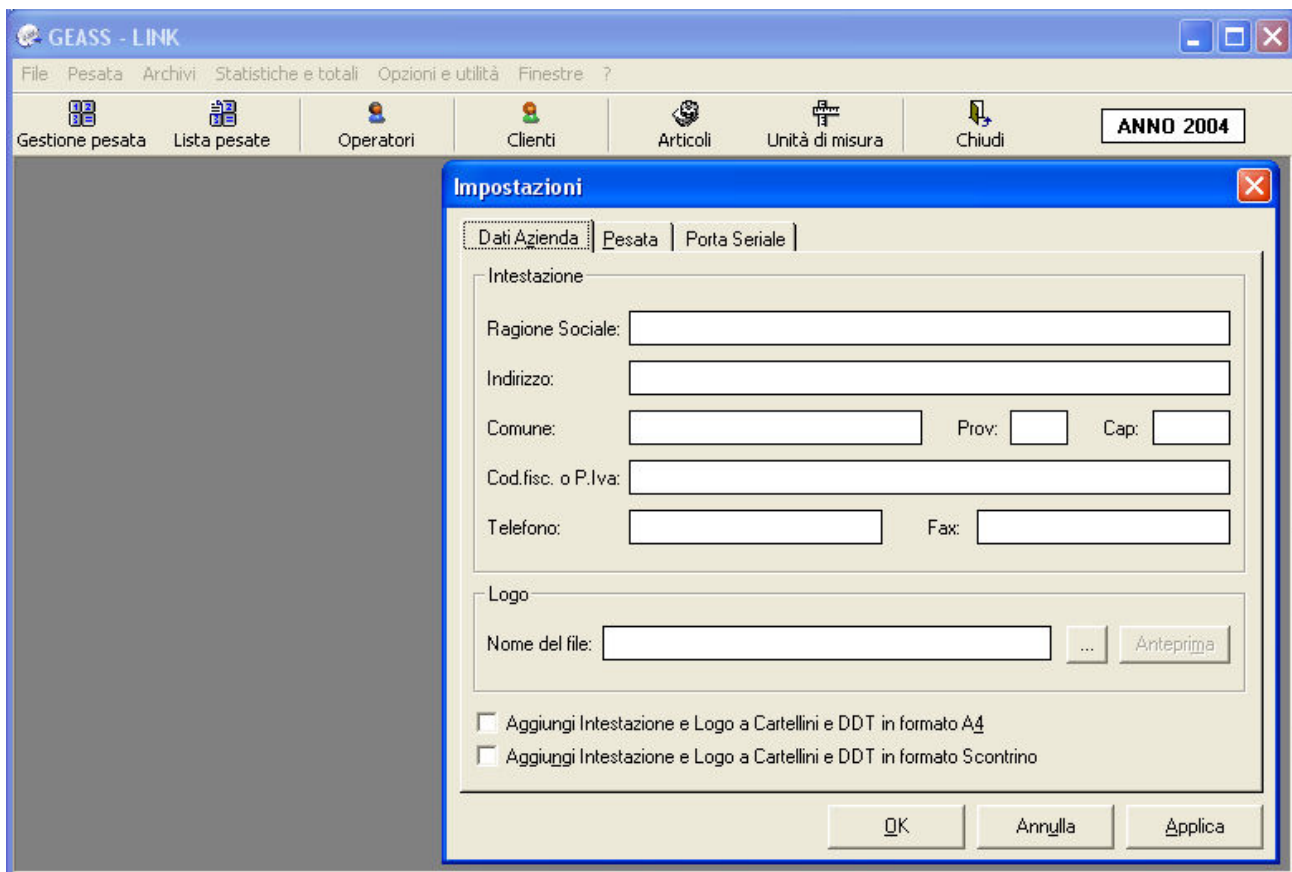 GEASS - LINK
File Pesata Archivi Statistiche e totali Opzioni e utilità Finestre ?
Gestione pesata Lista pesate Operatori Clienti Articoli Unità di misura Chiudi ANNO 2004
Impostazioni
Dati Azienda Pesata Porta Seriale
Intestazione
Ragione Sociale:
Indirizzo:
Comune: Prov: Cap:
Cod.fisc. o P.Iva:
Telefono: Fax:
Logo
Nome del file: ... Anteprima
Aggiungi Intestazione e Logo a Cartellini e DDT in formato A4
Aggiungi Intestazione e Logo a Cartellini e DDT in formato Scontrino
OK Annulla Applica